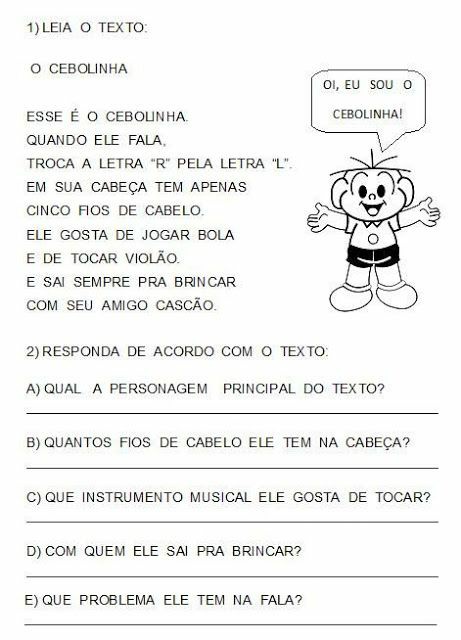 1) LEIA O TEXTO:
O CEBOLINHA
OI, EU SOU O
CEBOLINHA!
ESSE É O CEBOLINHA.
QUANDO ELE FALA,
TROCA A LETRA “R” PELA LETRA “L”.
EM SUA CABEÇA TEM APENAS
CINCO FIOS DE CABELO.
ELE GOSTA DE JOGAR BOLA
E DE TOCAR VIOLÃO.
E SAI SEMPRE PRA BRINCAR
COM SEU AMIGO CASCÃO.
2) RESPONDA DE ACORDO COM O TEXTO:
A) QUAL A PERSONAGEM PRINCIPAL DO TEXTO?
B) QUANTOS FIOS DE CABELO ELE TEM NA CABEÇA?
C) QUE INSTRUMENTO MUSICAL ELE GOSTA DE TOCAR?
D) COM QUEM ELE SAI PRA BRINCAR?
E) QUE PROBLEMA ELE TEM NA FALA?